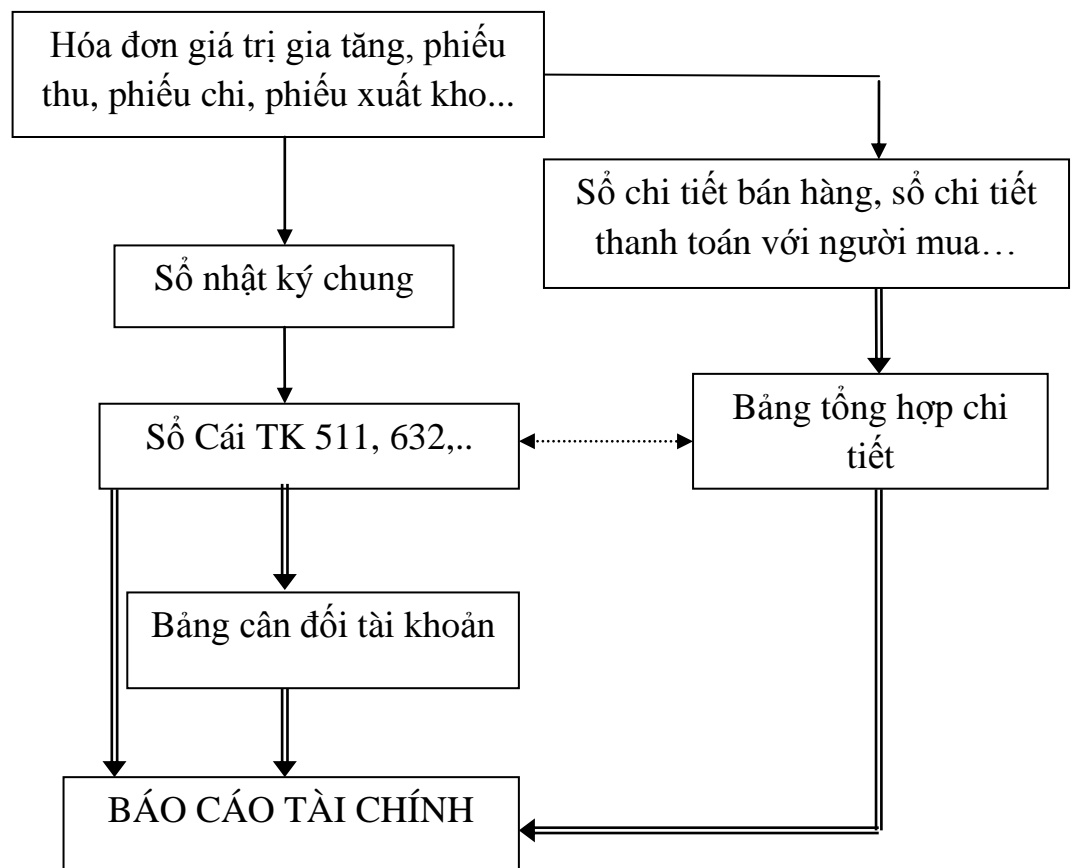 Hóa đơn giá trị gia tăng, phiếu
thu, phiếu chi, phiếu xuất kho...
Sổ chi tiết bán hàng, sổ chi tiết
thanh toán với người mua…
Sổ nhật ký chung
Sổ Cái TK 511, 632,..
Bảng tổng hợp chi
tiết
Bảng cân đối tài khoản
BÁO CÁO TÀI CHÍNH